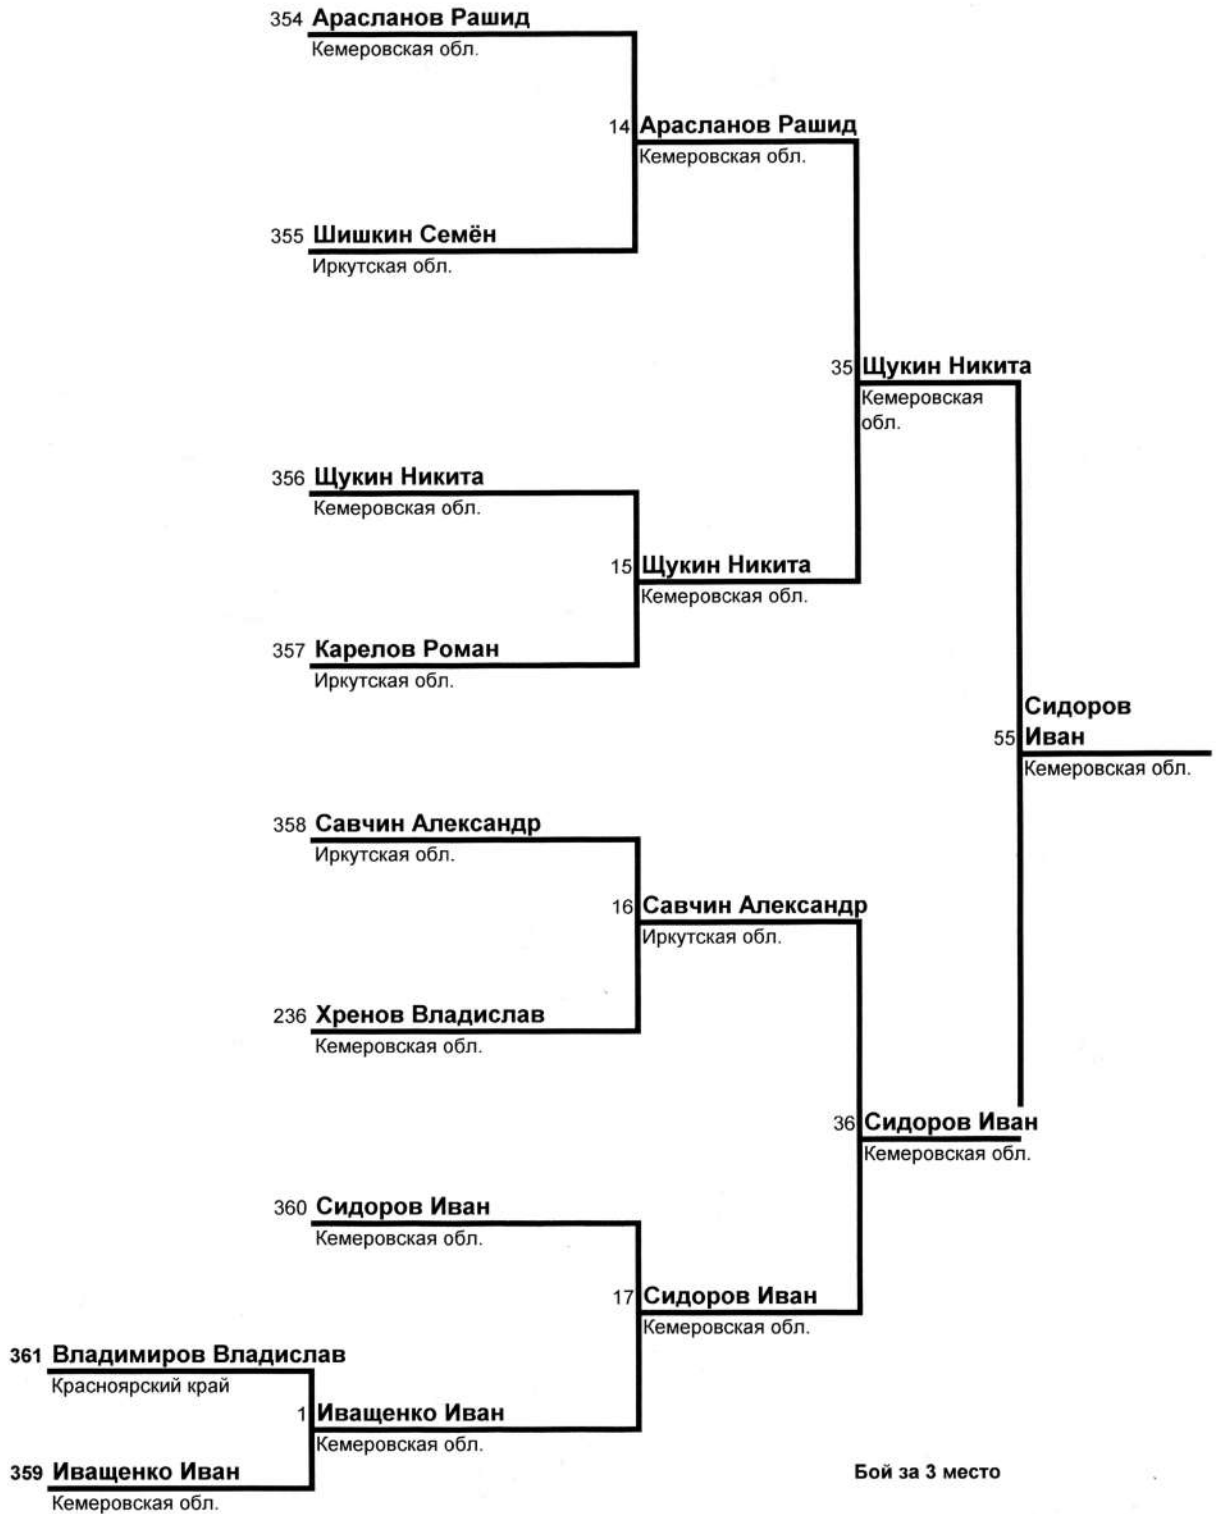 354 Арасланов Рашид
Кемеровская обл.
14 Арасланов Рашид
Кемеровская обл.
355 Шишкин Семён
Иркутская обл.
35 Щукин Никита
Кемеровская
обл.
356 Щукин Никита
Кемеровская обл.
15 Щукин Никита
Кемеровская обл.
357 Карелов Роман
Иркутская обл.
Сидоров
55 Иван
Кемеровская обл.
358 Савчин Александр
Иркутская обл.
16 Савчин Александр
Иркутская обл.
236 Хренов Владислав
Кемеровская обл.
36 Сидоров Иван
Кемеровская обл.
360 Сидоров Иван
Кемеровская обл.
17 Сидоров Иван
Кемеровская обл.
361 Владимиров Владислав
Красноярский край
1 Иващенко Иван
Кемеровская обл.
359 Иващенко Иван
Кемеровская обл.
Бой за 3 место